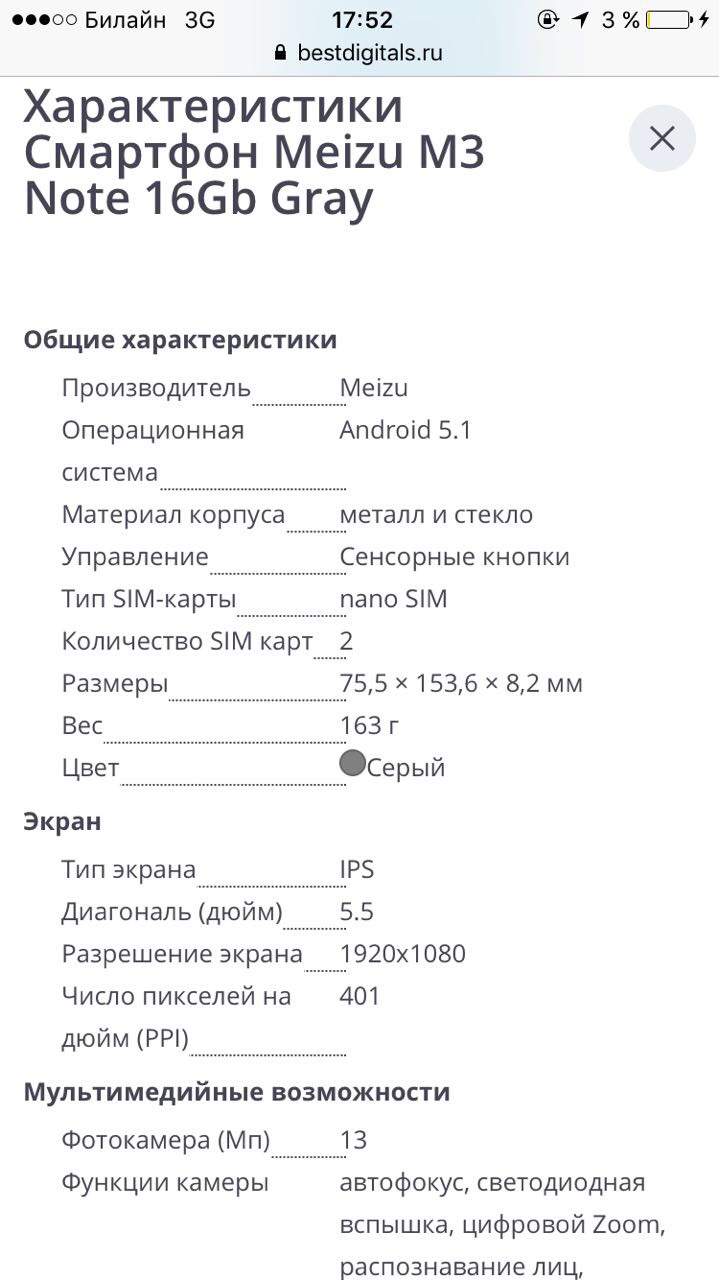 Билайн 3G 17:52 3 %
bestdigitals.ru
Характеристики
Смартфон Meizu M3
Note 16Gb Gray
Общие характеристики
Производитель Meizu
Операционная Android 5.1
система
Материал корпуса металл и стекло
Управление Сенсорные кнопки
Тип SIM-карты nano SIM
Количество SIM карт 2
Размеры 75,5 × 153,6 × 8,2 мм
Вес 163 г
Цвет Серый
Экран
Тип экрана IPS
Диагональ (дюйм) 5.5
Разрешение экрана 1920x1080
Число пикселей на 401
дюйм (PPI)
Мультимедийные возможности
Фотокамера (Мп) 13
Функции камеры автофокус, светодиодная
вспышка, цифровой Zoom,
распознавание лиц,